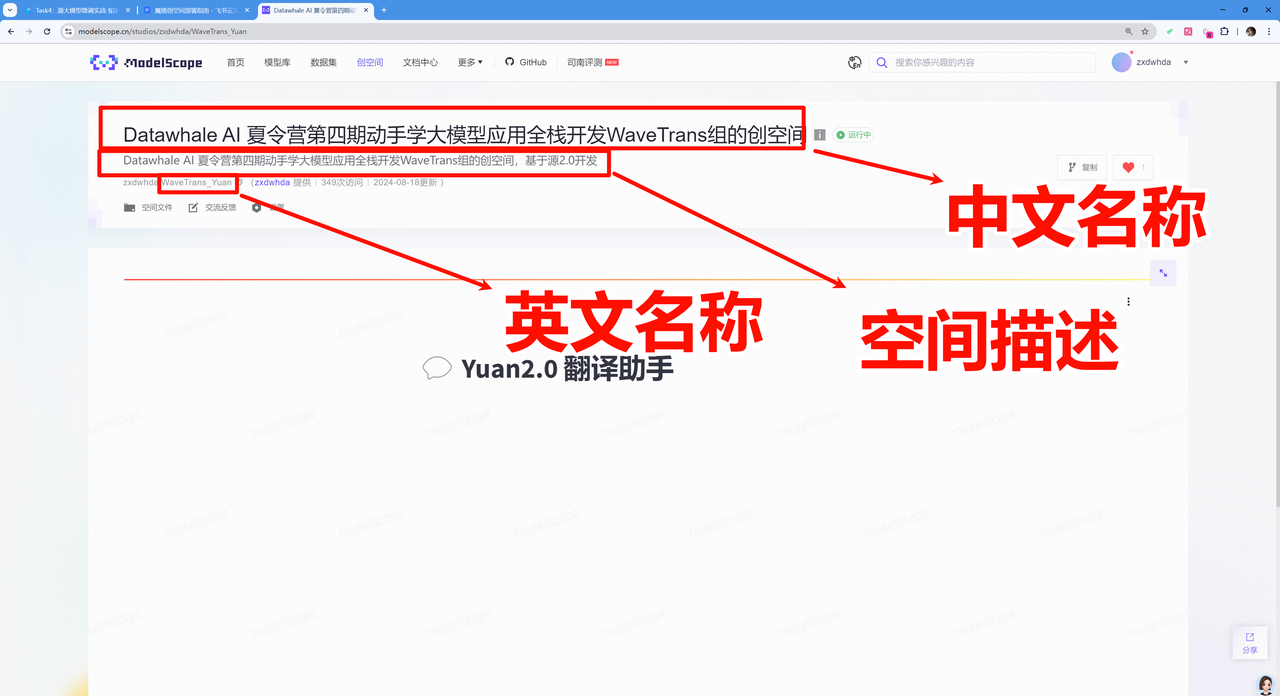 Task4：源大模型微调实战·知识
魔搭创空间部署指南 - 飞书云文
Datawhale AI 夏令营第四期动
modelscope.cn/studios/zxdwhda/WaveTrans_Yuan
ModelScope 首页 模型库 数据集 创空间 文档中心 更多 GitHub 司南评测 NEW 搜索你感兴趣的内容 zxdwhda
Datawhale AI 夏令营第四期动手学大模型应用全栈开发WaveTrans组的创空间 运行中
Datawhale AI 夏令营第四期动手学大模型应用全栈开发WaveTrans组的创空间，基于源2.0开发
复制 1
zxdwhda WaveTrans_Yuan （zxdwhda 提供 | 349次访问 | 2024-08-18更新 ）
中文名称
空间文件 交流反馈
英文名称
空间描述
Yuan2.0 翻译助手
ModelScope
分享